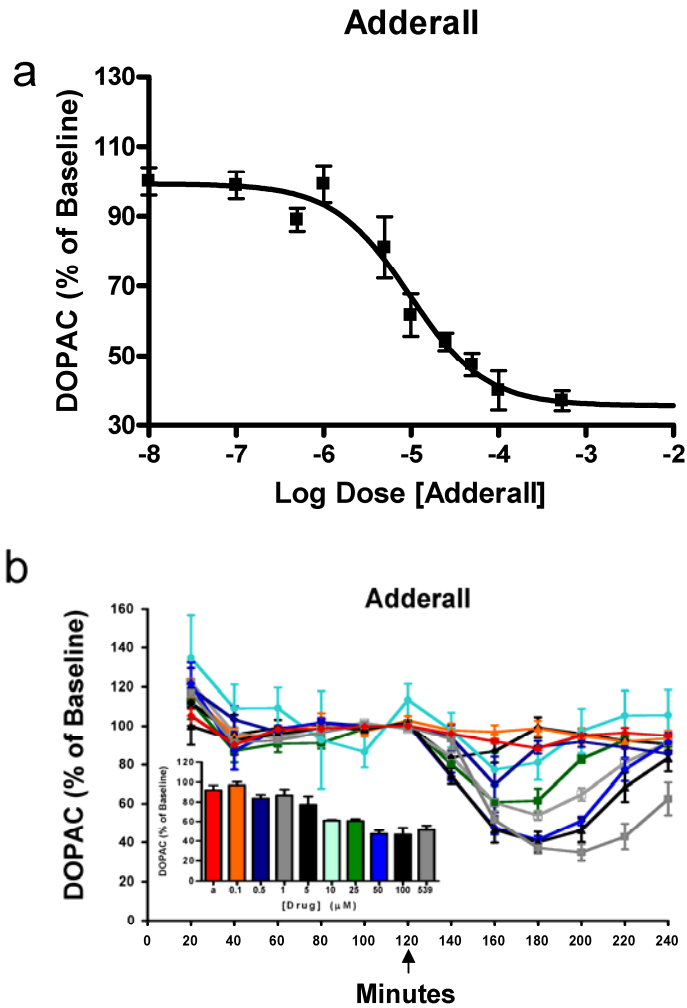 Adderall
a
DOPAC (% of Baseline)
130
110
90
70
50
30
-8 -7 -6 -5 -4 -3 -2
Log Dose [Adderall]
b
Adderall
DOPAC (% of Baseline)
160
140
120
100
80
60
40
20
0
DOPAC (% of Baseline)
120
100
80
60
40
20
0
a 0.1 0.5 1 5 10 25 50 100 539
[Drug] (μM)
0 20 40 60 80 100 120 140 160 180 200 220 240
Minutes